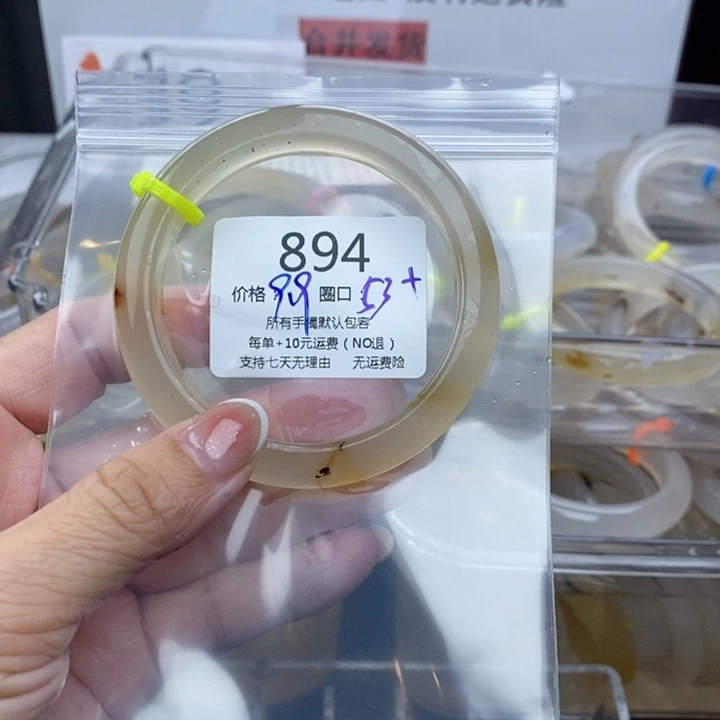 合并发货
894
价格 99 圈口 53+
所有手镯默认包容
每单+10元运费（NO退）
支持七天无理由 无运费险